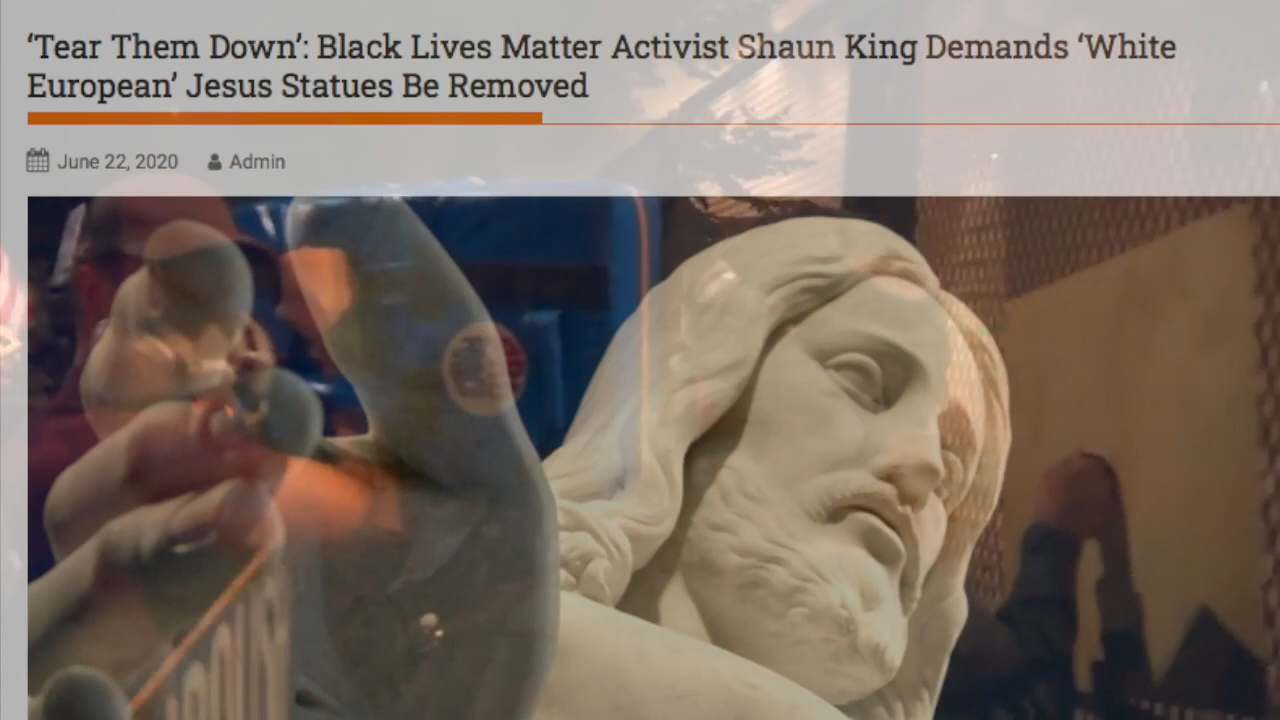 ‘Tear Them Down’: Black Lives Matter Activist Shaun King Demands ‘White
European’ Jesus Statues Be Removed
June 22, 2020 Admin